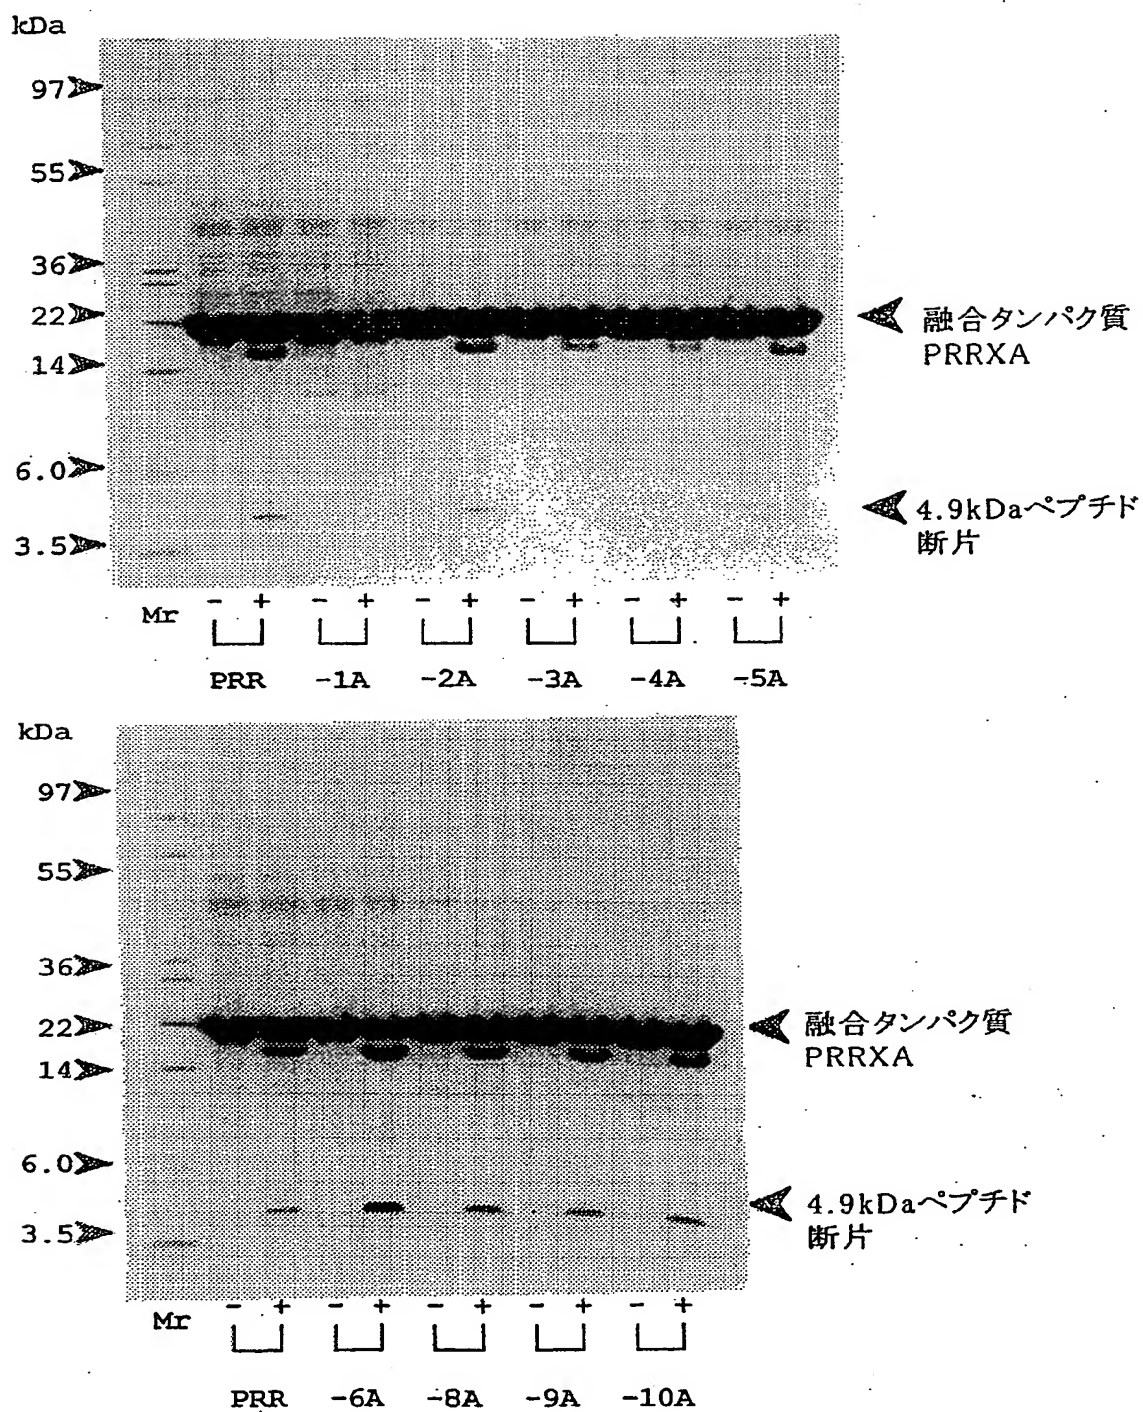 kDa
97
55
36
22
融合タンパク質
PRRXA
14
6.0
4.9kDaペプチド
断片
3.5
Mr - + - + - + - + - + - +
PRR -1A -2A -3A -4A -5A
kDa
97
55
36
22
融合タンパク質
PRRXA
14
6.0
4.9kDaペプチド
断片
3.5
Mr - + - + - + - + - +
PRR -6A -8A -9A -10A